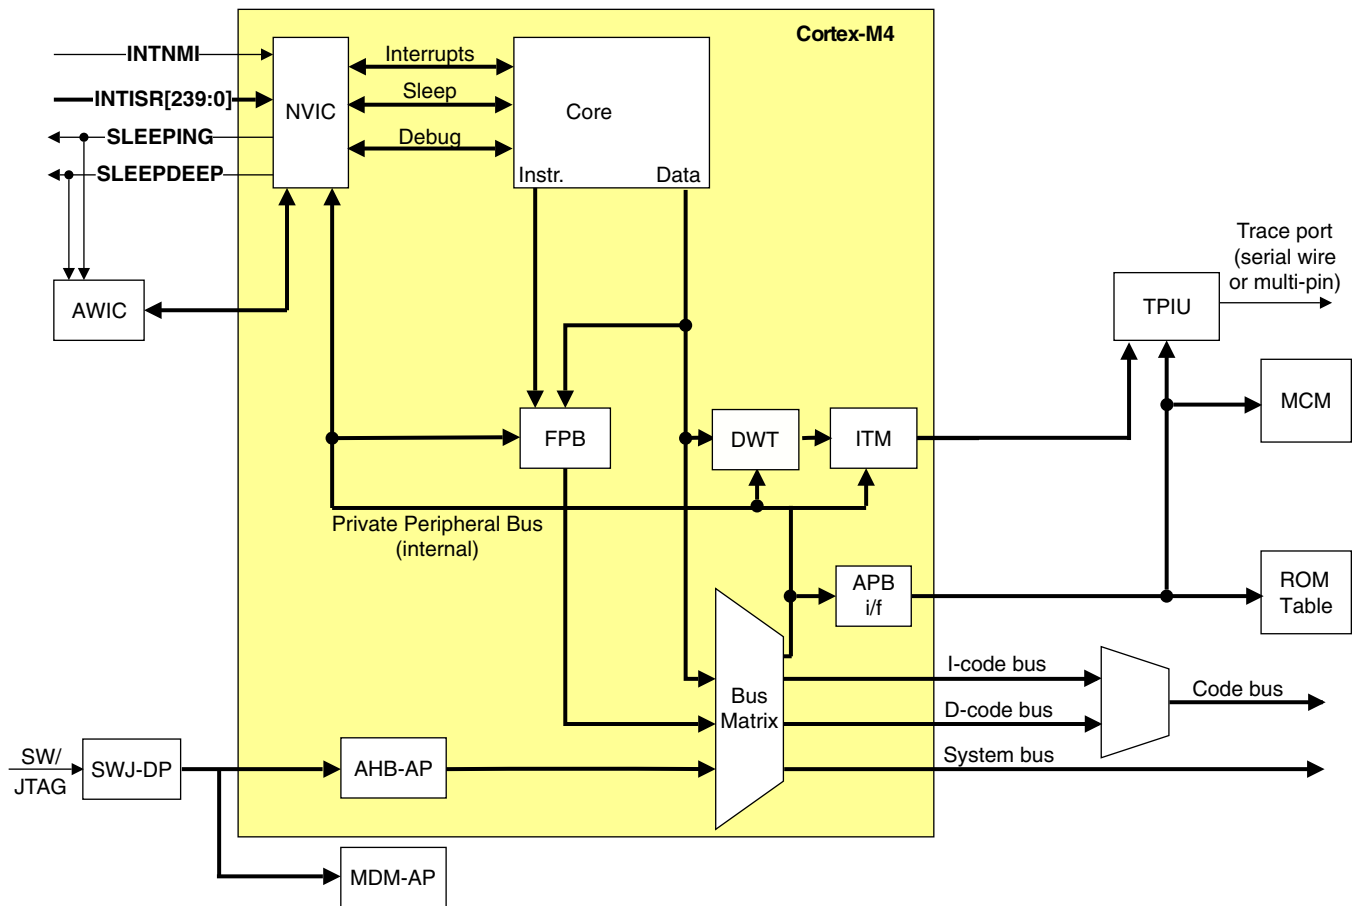 Cortex-M4
INTNMI
INTISR[239:0]
SLEEPING
SLEEPDEEP
NVIC
Interrupts
Sleep
Debug
Core
Instr.
Data
AWIC
Trace port
(serial wire
or multi-pin)
TPIU
MCM
FPB
DWT
ITM
Private Peripheral Bus
(internal)
APB
i/f
ROM
Table
Bus
Matrix
I-code bus
D-code bus
Code bus
System bus
SW/
JTAG
SWJ-DP
AHB-AP
MDM-AP